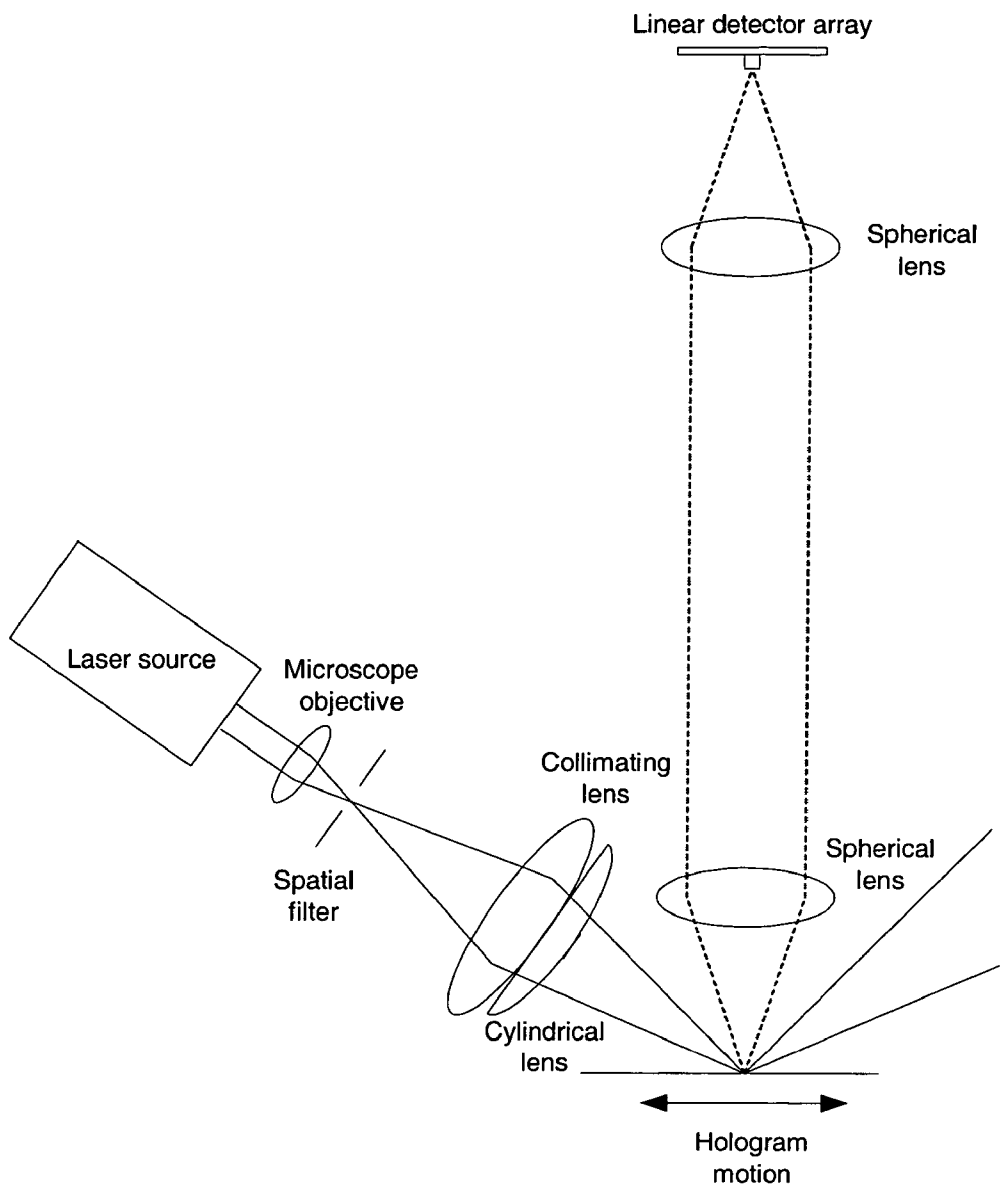 Linear detector array
Spherical
lens
Laser source
Microscope
objective
Collimating
lens
Spatial
filter
Spherical
lens
Cylindrical
lens
Hologram
motion